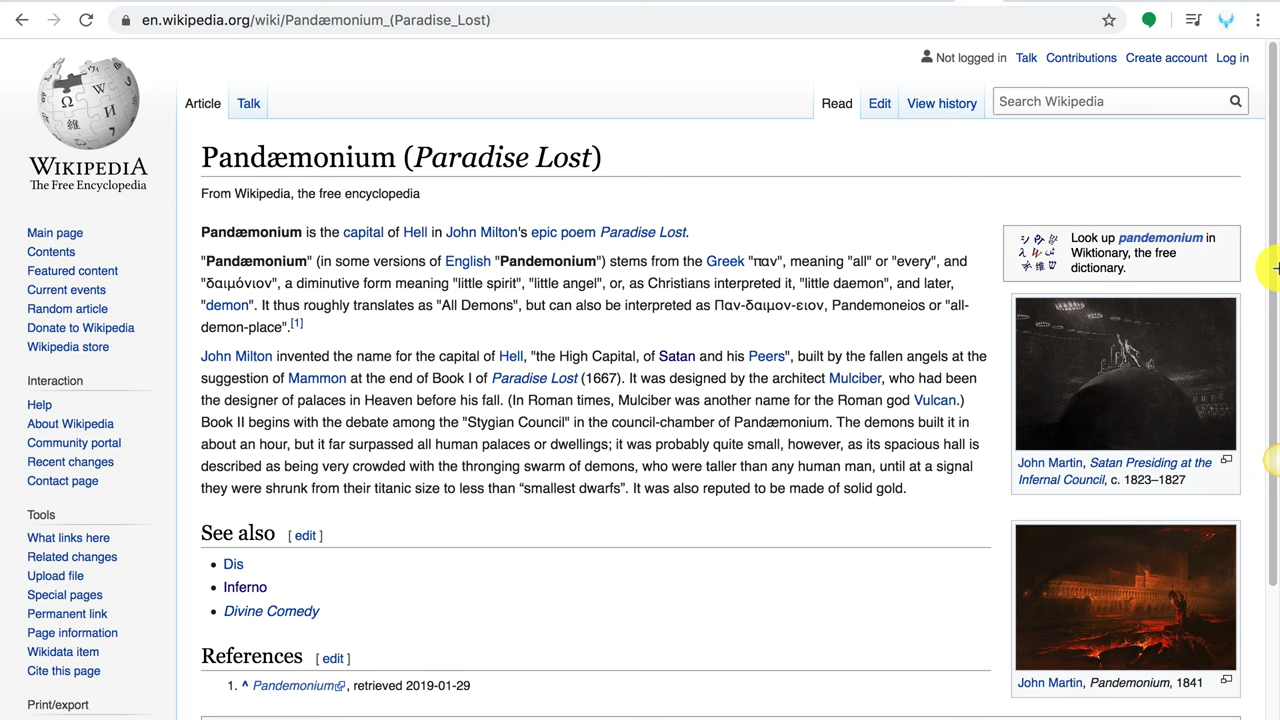 en.wikipedia.org/wiki/Pandæmonium_(Paradise_Lost)
Not logged in Talk Contributions Create account Log in
Article Talk Read Edit View history Search Wikipedia
WIKIPEDIA
The Free Encyclopedia
Main page
Contents
Featured content
Current events
Random article
Donate to Wikipedia
Wikipedia store
Interaction
Help
About Wikipedia
Community portal
Recent changes
Contact page
Tools
What links here
Related changes
Upload file
Special pages
Permanent link
Page information
Wikidata item
Cite this page
Print/export
Pandæmonium (Paradise Lost)
From Wikipedia, the free encyclopedia
Pandæmonium is the capital of Hell in John Milton's epic poem Paradise Lost.
"Pandæmonium" (in some versions of English "Pandemonium") stems from the Greek "παν", meaning "all" or "every", and
"δαιμόνιον", a diminutive form meaning "little spirit", "little angel", or, as Christians interpreted it, "little daemon", and later,
"demon". It thus roughly translates as "All Demons", but can also be interpreted as Παν-δαιμον-ειον, Pandemoneios or "all-
demon-place".[1]
John Milton invented the name for the capital of Hell, "the High Capital, of Satan and his Peers", built by the fallen angels at the
suggestion of Mammon at the end of Book I of Paradise Lost (1667). It was designed by the architect Mulciber, who had been
the designer of palaces in Heaven before his fall. (In Roman times, Mulciber was another name for the Roman god Vulcan.)
Book II begins with the debate among the "Stygian Council" in the council-chamber of Pandæmonium. The demons built it in
about an hour, but it far surpassed all human palaces or dwellings; it was probably quite small, however, as its spacious hall is
described as being very crowded with the thronging swarm of demons, who were taller than any human man, until at a signal
they were shrunk from their titanic size to less than “smallest dwarfs”. It was also reputed to be made of solid gold.
See also [ edit ]
Dis
Inferno
Divine Comedy
References [ edit ]
1. ^ Pandemonium, retrieved 2019-01-29
Look up pandemonium in
Wiktionary, the free
dictionary.
John Martin, Satan Presiding at the
Infernal Council, c. 1823–1827
John Martin, Pandemonium, 1841